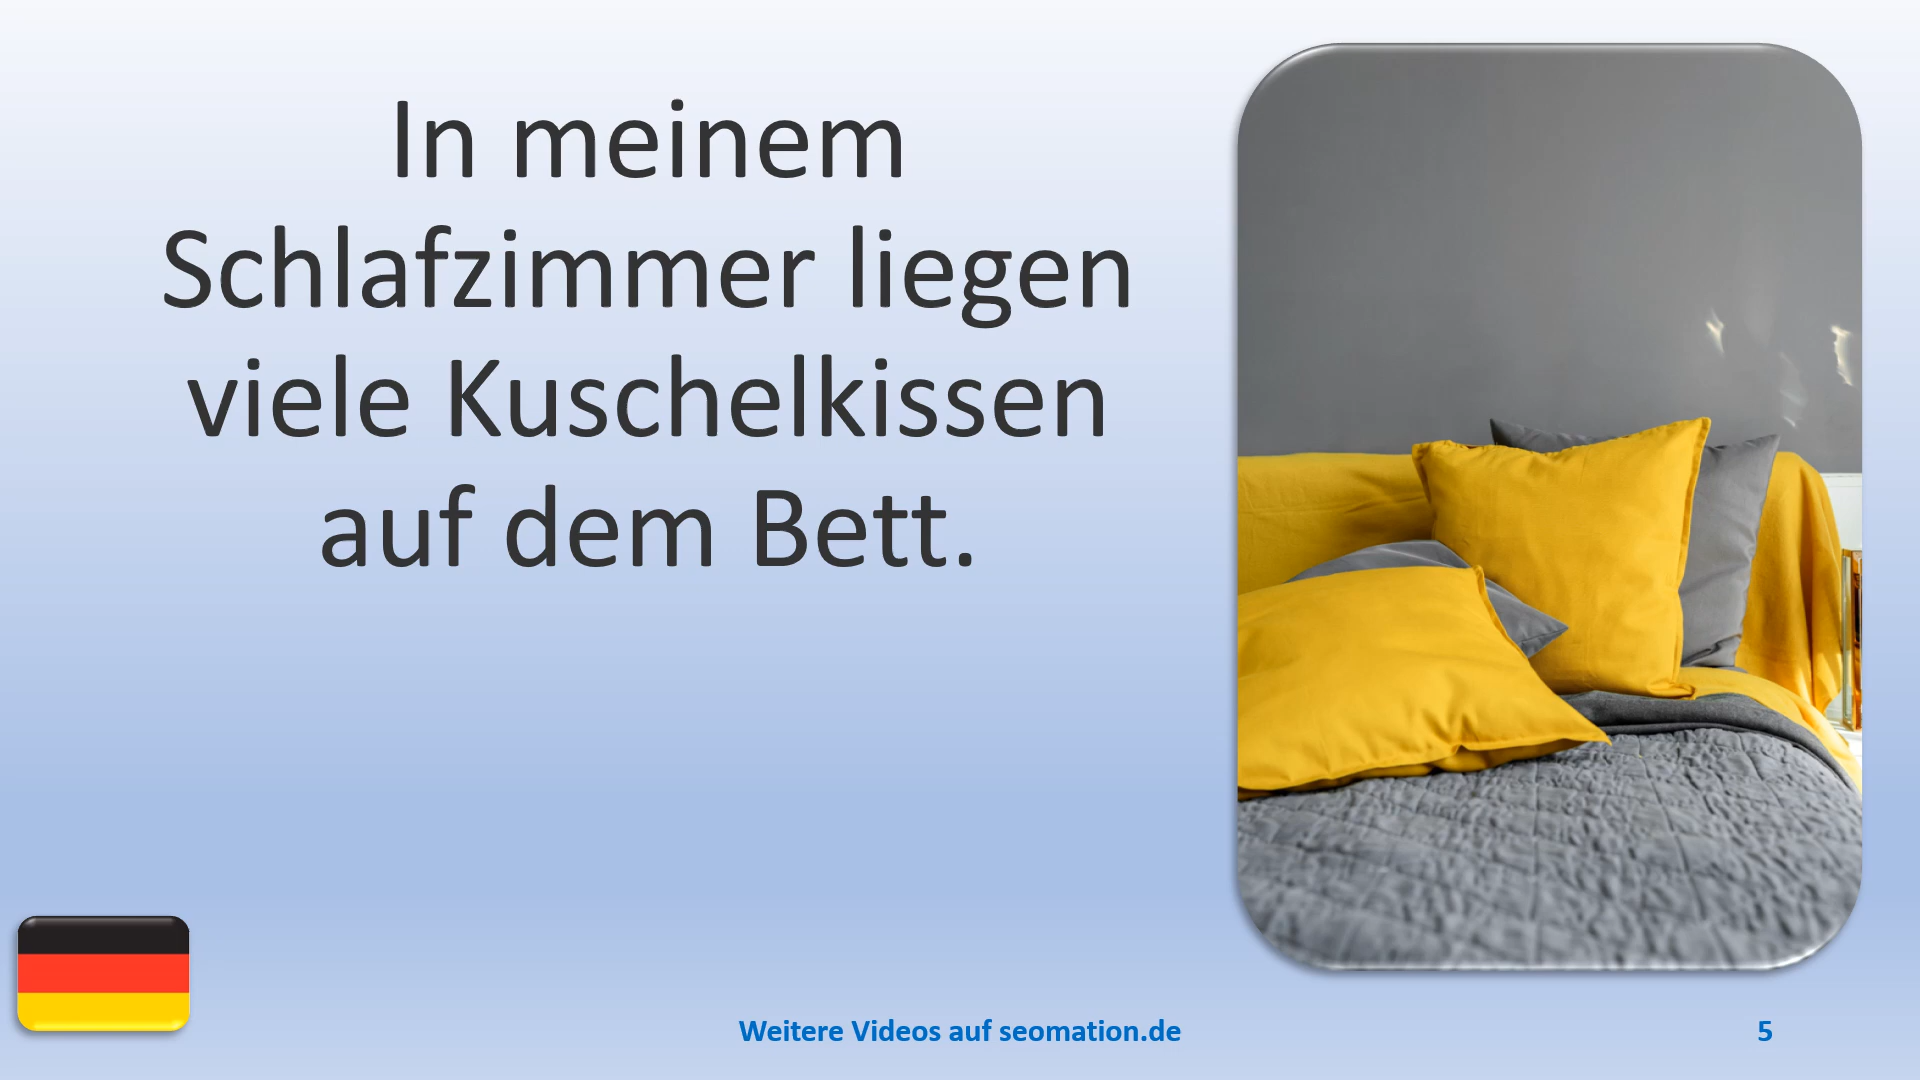 In meinem
Schlafzimmer liegen
viele Kuschelkissen
auf dem Bett.
Weitere Videos auf seomation.de
5